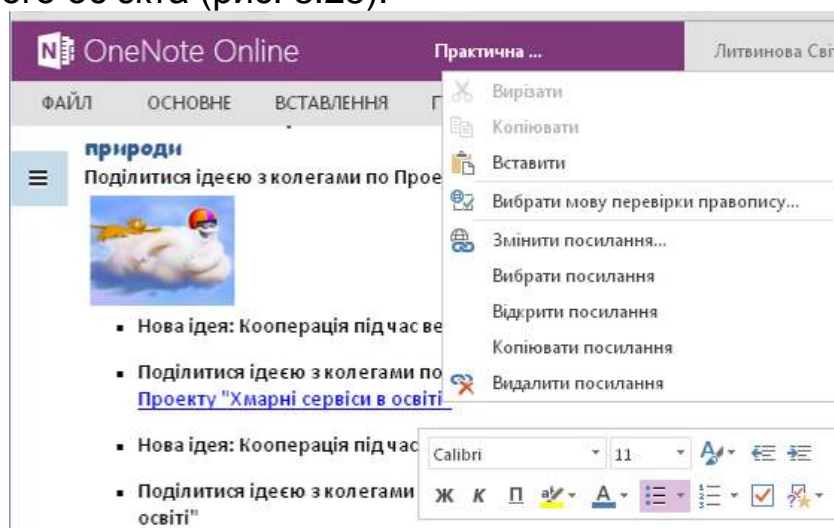 OneNote Online
Практична ...
Литвинова Сві
ФАЙЛ ОСНОВНЕ ВСТАВЛЕННЯ
природи
Поділитися ідеєю з колегами по Прое
Нова ідея: Кооперація під час ве
Поділитися ідеєю з колегами по
Проекту "Хмарні сервіси в освіті"
Нова ідея: Кооперація під час
Поділитися ідеєю з колегами
освіті"
Вирізати
Копіювати
Вставити
Вибрати мову перевірки правопису...
Змінити посилання...
Вибрати посилання
Відкрити посилання
Копіювати посилання
Видалити посилання
Calibri 11
Ж К П